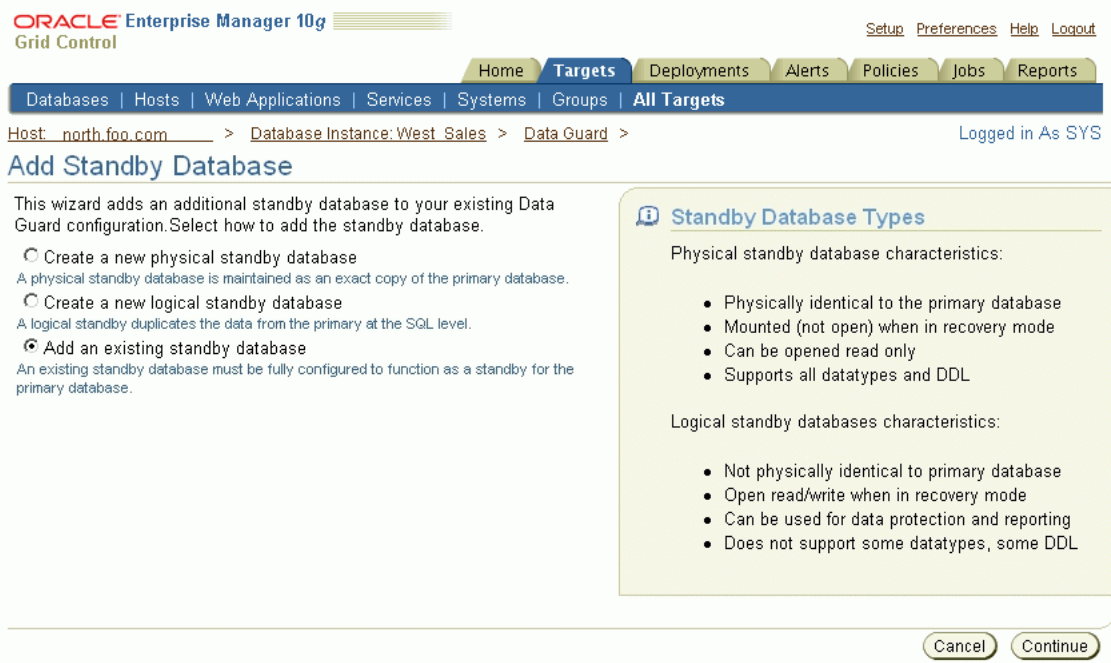 ORACLE Enterprise Manager 10g
Grid Control
Setup Preferences Help Logout
Home Targets Deployments Alerts Policies Jobs Reports
Databases | Hosts | Web Applications | Services | Systems | Groups | All Targets
Host: north.foo.com > Database Instance: West_Sales > Data Guard >
Logged in As SYS
Add Standby Database
This wizard adds an additional standby database to your existing Data
Guard configuration.Select how to add the standby database.
Create a new physical standby database
A physical standby database is maintained as an exact copy of the primary database.
Create a new logical standby database
A logical standby duplicates the data from the primary at the SQL level.
Add an existing standby database
An existing standby database must be fully configured to function as a standby for the
primary database.
Standby Database Types
Physical standby database characteristics:
• Physically identical to the primary database
• Mounted (not open) when in recovery mode
• Can be opened read only
• Supports all datatypes and DDL
Logical standby databases characteristics:
• Not physically identical to primary database
• Open read/write when in recovery mode
• Can be used for data protection and reporting
• Does not support some datatypes, some DDL
Cancel Continue